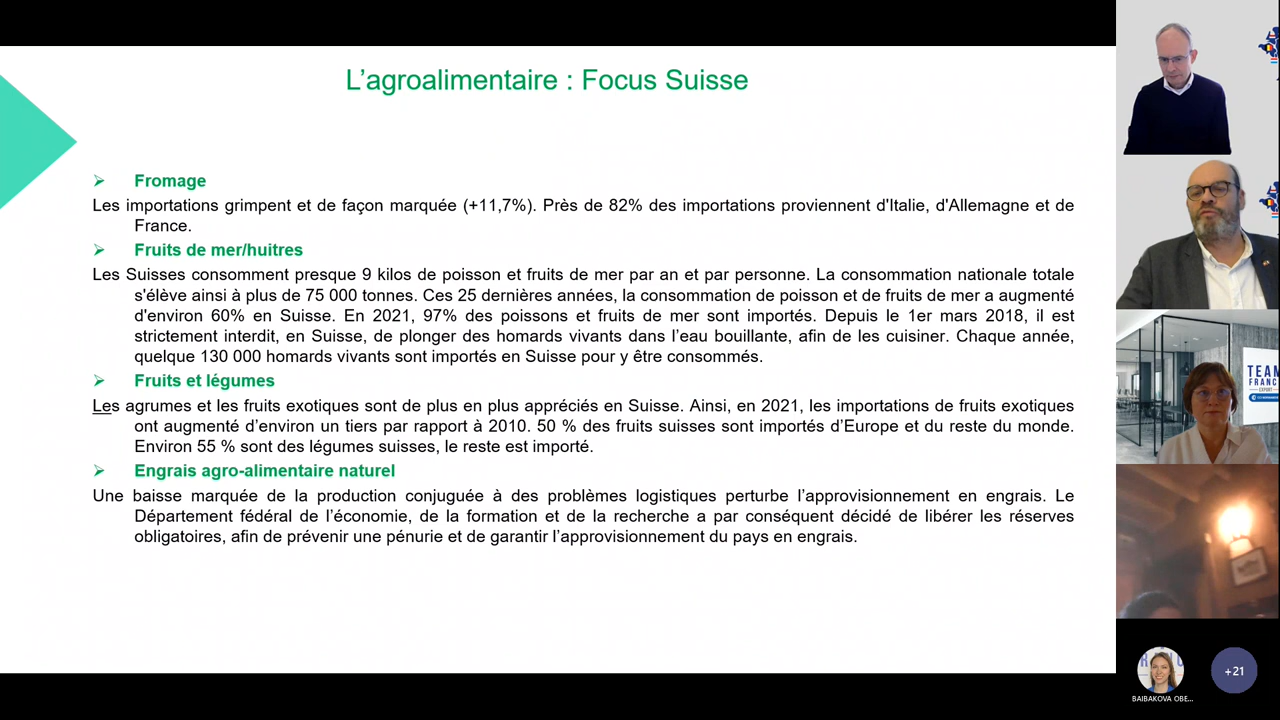 L'agroalimentaire : Focus Suisse
Fromage
Les importations grimpent et de façon marquée (+11,7%). Près de 82% des importations proviennent d'Italie, d'Allemagne et de
France.
Fruits de mer/huitres
Les Suisses consomment presque 9 kilos de poisson et fruits de mer par an et par personne. La consommation nationale totale
s'élève ainsi à plus de 75 000 tonnes. Ces 25 dernières années, la consommation de poisson et de fruits de mer a augmenté
d'environ 60% en Suisse. En 2021, 97% des poissons et fruits de mer sont importés. Depuis le 1er mars 2018, il est
strictement interdit, en Suisse, de plonger des homards vivants dans l'eau bouillante, afin de les cuisiner. Chaque année,
quelque 130 000 homards vivants sont importés en Suisse pour y être consommés.
Fruits et légumes
Les agrumes et les fruits exotiques sont de plus en plus appréciés en Suisse. Ainsi, en 2021, les importations de fruits exotiques
ont augmenté d'environ un tiers par rapport à 2010. 50 % des fruits suisses sont importés d'Europe et du reste du monde.
Environ 55 % sont des légumes suisses, le reste est importé.
Engrais agro-alimentaire naturel
Une baisse marquée de la production conjuguée à des problèmes logistiques perturbe l'approvisionnement en engrais. Le
Département fédéral de l'économie, de la formation et de la recherche a par conséquent décidé de libérer les réserves
obligatoires, afin de prévenir une pénurie et de garantir l'approvisionnement du pays en engrais.
TEAM
FRANC
EXPORT
+21
BAIBAKOVA OBE...